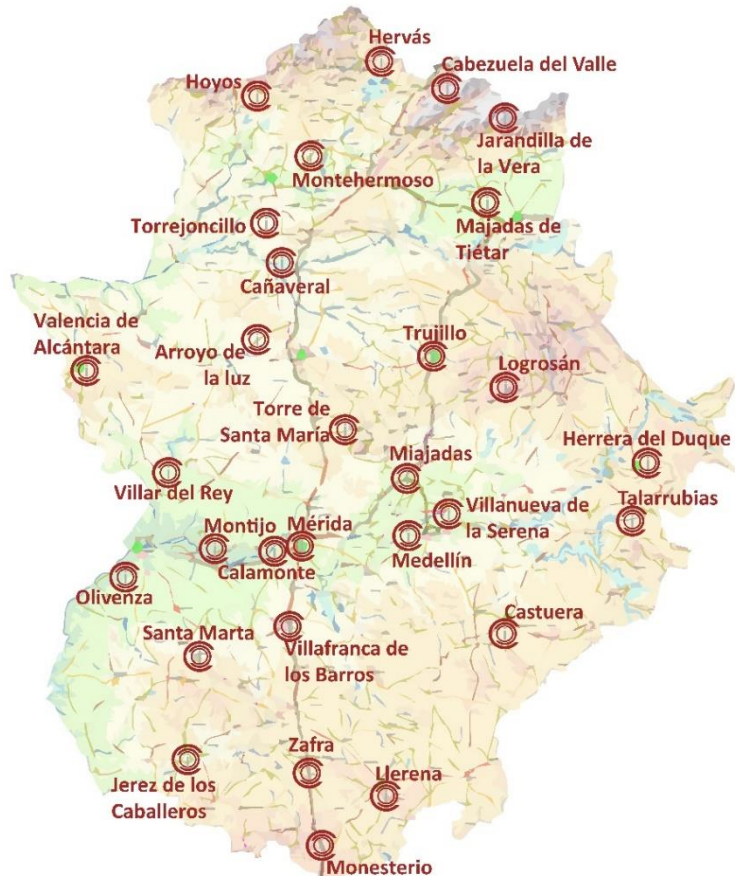 Hervás
Cabezuela del Valle
Hoyos
Jarandilla de
la Vera
Montehermoso
Torrejoncillo
Majadas de
Tiétar
Cañaveral
Valencia de
Alcántara
Arroyo de
la luz
Trujillo
Logrosán
Torre de
Santa María
Miajadas
Herrera del Duque
Villar del Rey
Villanueva de
la Serena
Talarrubias
Montijo
Mérida
Medellín
Calamonte
Olivenza
Castuera
Santa Marta
Villafranca de
los Barros
Zafra
Llerena
Jerez de los
Caballeros
Monesterio